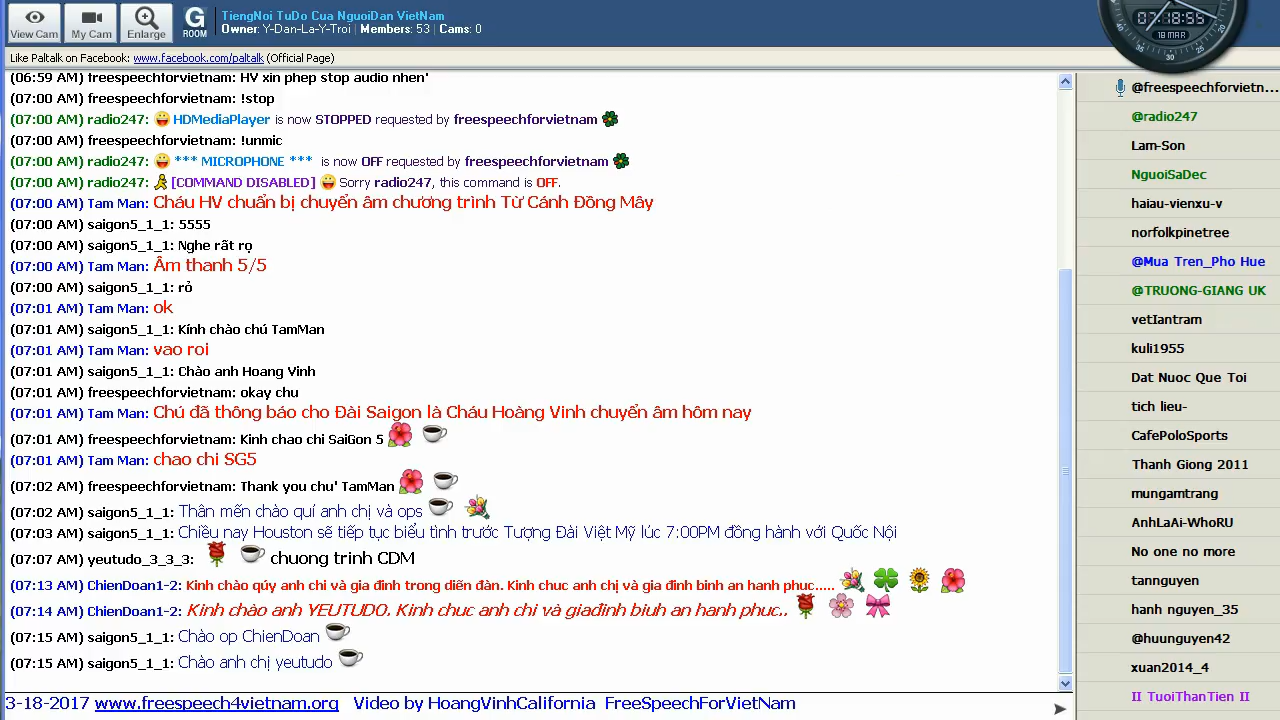 View Cam
My Cam
Enlarge
G
ROOM
TiengNoi TuDo Cua NguoiDan VietNam
Owner: Y-Dan-La-Y-Troi | Members: 53 | Cams: 0
07:18:55
18 MAR
Like Paltalk on Facebook: www.facebook.com/paltalk (Official Page)
(06:59 AM) freespeechforvietnam: HV xin phep stop audio nhen'
(07:00 AM) freespeechforvietnam: !stop
(07:00 AM) radio247: HDMediaPlayer is now STOPPED requested by freespeechforvietnam
(07:00 AM) freespeechforvietnam: !unmic
(07:00 AM) radio247: *** MICROPHONE *** is now OFF requested by freespeechforvietnam
(07:00 AM) radio247: [COMMAND DISABLED] Sorry radio247, this command is OFF.
(07:00 AM) Tam Man: Cháu HV chuẩn bị chuyển âm chương trình Từ Cánh Đồng Mây
(07:00 AM) saigon5_1_1: 5555
(07:00 AM) saigon5_1_1: Nghe rất rọ
(07:00 AM) Tam Man: Âm thanh 5/5
(07:00 AM) saigon5_1_1: rỏ
(07:01 AM) Tam Man: ok
(07:01 AM) saigon5_1_1: Kính chào chú TamMan
(07:01 AM) Tam Man: vao roi
(07:01 AM) saigon5_1_1: Chào anh Hoang Vinh
(07:01 AM) freespeechforvietnam: okay chu
(07:01 AM) Tam Man: Chú đã thông báo cho Đài Saigon là Cháu Hoàng Vinh chuyển âm hôm nay
(07:01 AM) freespeechforvietnam: Kinh chao chi SaiGon 5
(07:01 AM) Tam Man: chao chi SG5
(07:02 AM) freespeechforvietnam: Thank you chu' TamMan
(07:02 AM) saigon5_1_1: Thân mến chào quí anh chị và ops
(07:03 AM) saigon5_1_1: Chiều nay Houston sẽ tiếp tục biểu tình trước Tượng Đài Việt Mỹ lúc 7:00PM đồng hành với Quốc Nội
(07:07 AM) yeutudo_3_3_3: chuong trinh CDM
(07:13 AM) ChienDoan1-2: Kinh chào qúy anh chi và gia đình trong diễn đàn. Kinh chuc anh chị và gia đinh binh an hanh phuc.....
(07:14 AM) ChienDoan1-2: Kinh chào anh YEUTUDO. Kinh chuc anh chi và giađinh biuh an hanh phuc..
(07:15 AM) saigon5_1_1: Chào op ChienDoan
(07:15 AM) saigon5_1_1: Chào anh chị yeutudo
@freespeechforvietn...
@radio247
Lam-Son
NguoiSaDec
haiau-vienxu-v
norfolkpinetree
@Mua Tren_Pho Hue
@TRUONG-GIANG UK
vetIantram
kuli1955
Dat Nuoc Que Toi
tich lieu-
CafePoloSports
Thanh Giong 2011
mungamtrang
AnhLaAi-WhoRU
No one no more
tannguyen
hanh nguyen_35
@huunguyen42
xuan2014_4
II TuoiThanTien II
3-18-2017 www.freespeech4vietnam.org Video by HoangVinhCalifornia FreeSpeechForVietNam